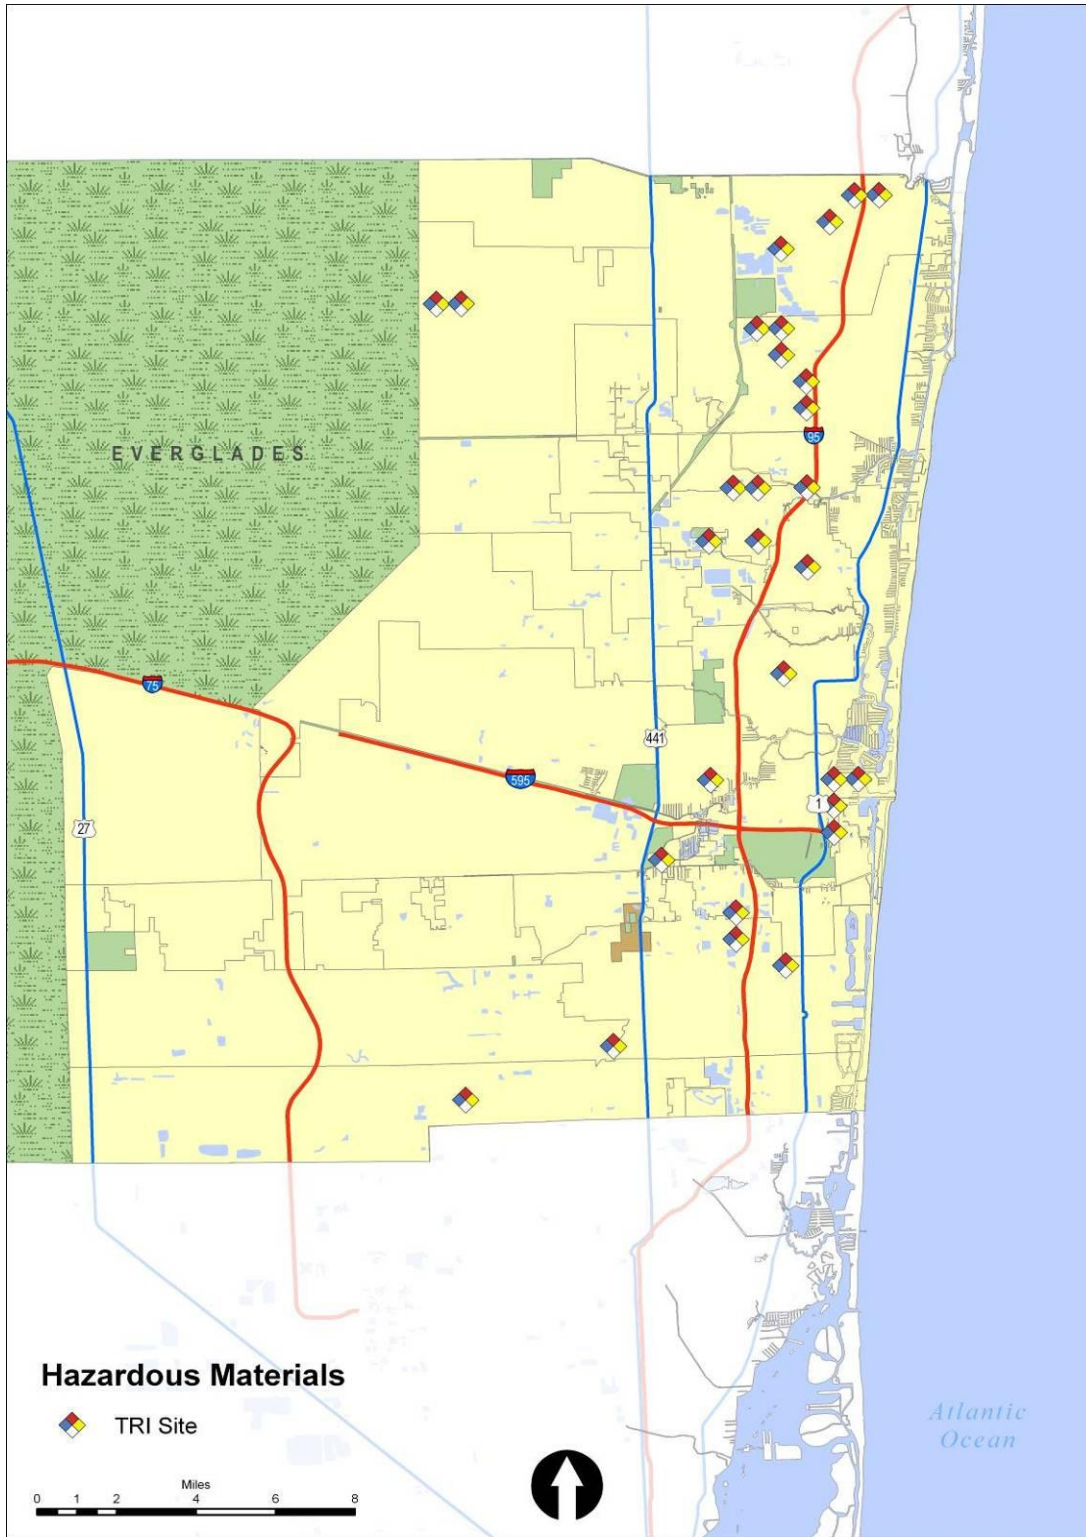 EVERGLADES
95
75
441
595
1
27
Hazardous Materials
TRI Site
Miles
0 1 2 4 6 8
Atlantic
Ocean